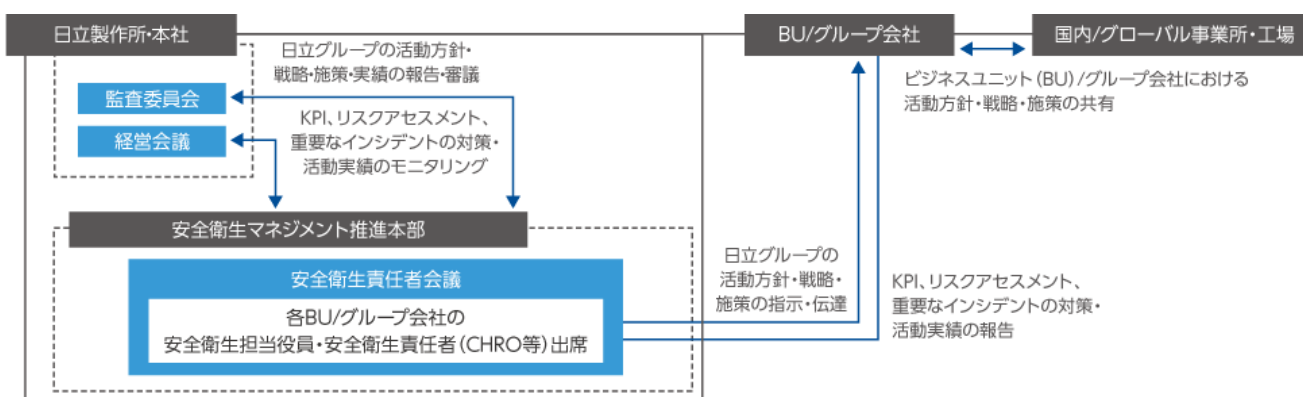 日立製作所・本社
日立グループの活動方針・
戦略・施策・実績の報告・審議
監査委員会
経営会議
KPI、リスクアセスメント、
重要なインシデントの対策・
活動実績のモニタリング
安全衛生マネジメント推進本部
安全衛生責任者会議
各BU/グループ会社の
安全衛生担当役員・安全衛生責任者(CHRO等)出席
BU/グループ会社
国内/グローバル事業所・工場
ビジネスユニット(BU)/グループ会社における
活動方針・戦略・施策の共有
日立グループの
活動方針・戦略・
施策の指示・伝達
KPI、リスクアセスメント、
重要なインシデントの対策・
活動実績の報告